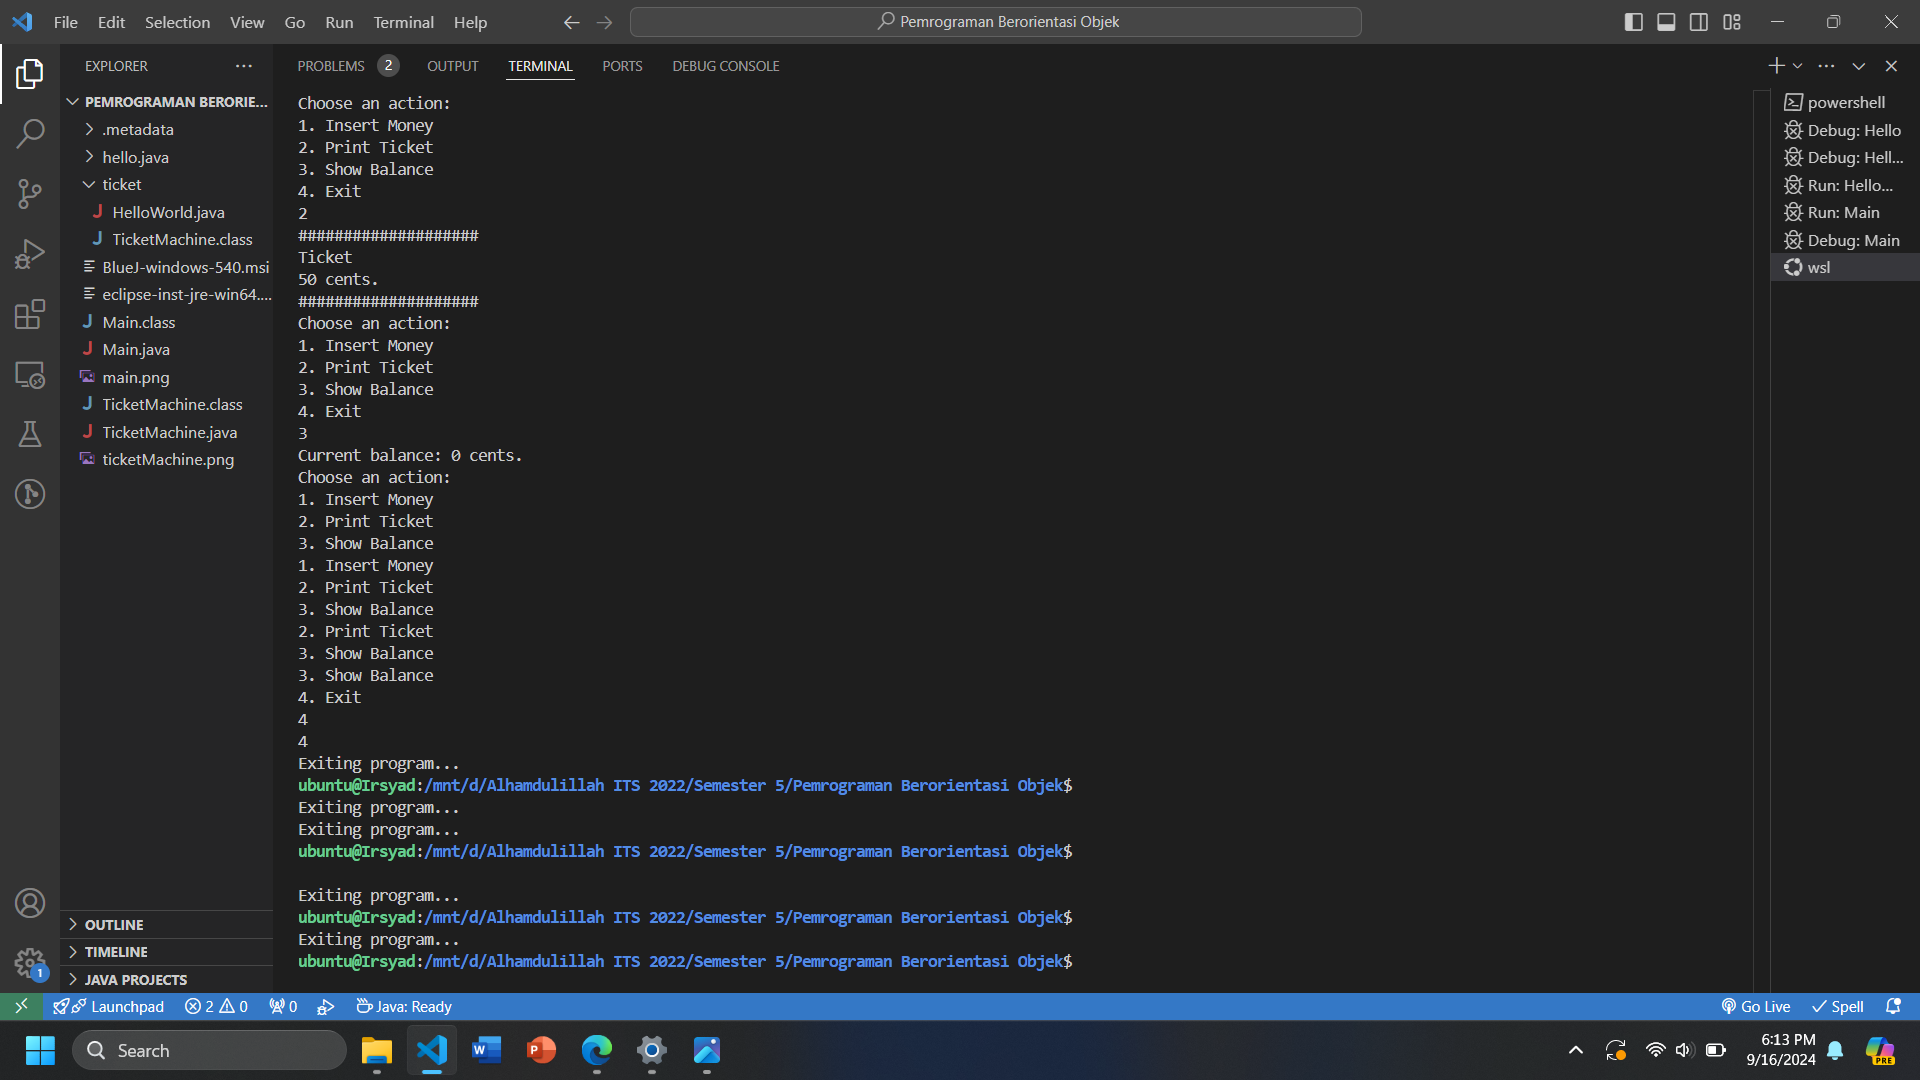 File Edit Selection View Go Run Terminal Help
Pemrograman Berorientasi Objek
EXPLORER
PEMROGRAMAN BERORIE...
.metadata
hello.java
ticket
HelloWorld.java
TicketMachine.class
BlueJ-windows-540.msi
eclipse-inst-jre-win64....
Main.class
Main.java
main.png
TicketMachine.class
TicketMachine.java
ticketMachine.png
OUTLINE
TIMELINE
JAVA PROJECTS
1
PROBLEMS 2 OUTPUT TERMINAL PORTS DEBUG CONSOLE
Choose an action:
1. Insert Money
2. Print Ticket
3. Show Balance
4. Exit
2
####################
Ticket
50 cents.
####################
Choose an action:
1. Insert Money
2. Print Ticket
3. Show Balance
4. Exit
3
Current balance: 0 cents.
Choose an action:
1. Insert Money
2. Print Ticket
3. Show Balance
1. Insert Money
2. Print Ticket
3. Show Balance
2. Print Ticket
3. Show Balance
3. Show Balance
4. Exit
4
4
Exiting program...
ubuntu@Irsyad:/mnt/d/Alhamdulillah ITS 2022/Semester 5/Pemrograman Berorientasi Objek$
Exiting program...
Exiting program...
ubuntu@Irsyad:/mnt/d/Alhamdulillah ITS 2022/Semester 5/Pemrograman Berorientasi Objek$
Exiting program...
ubuntu@Irsyad:/mnt/d/Alhamdulillah ITS 2022/Semester 5/Pemrograman Berorientasi Objek$
Exiting program...
ubuntu@Irsyad:/mnt/d/Alhamdulillah ITS 2022/Semester 5/Pemrograman Berorientasi Objek$
powershell
Debug: Hello
Debug: Hell...
Run: Hello...
Run: Main
Debug: Main
wsl
Launchpad 2 0 0 Java: Ready Go Live Spell
Search
6:13 PM
9/16/2024
PRE